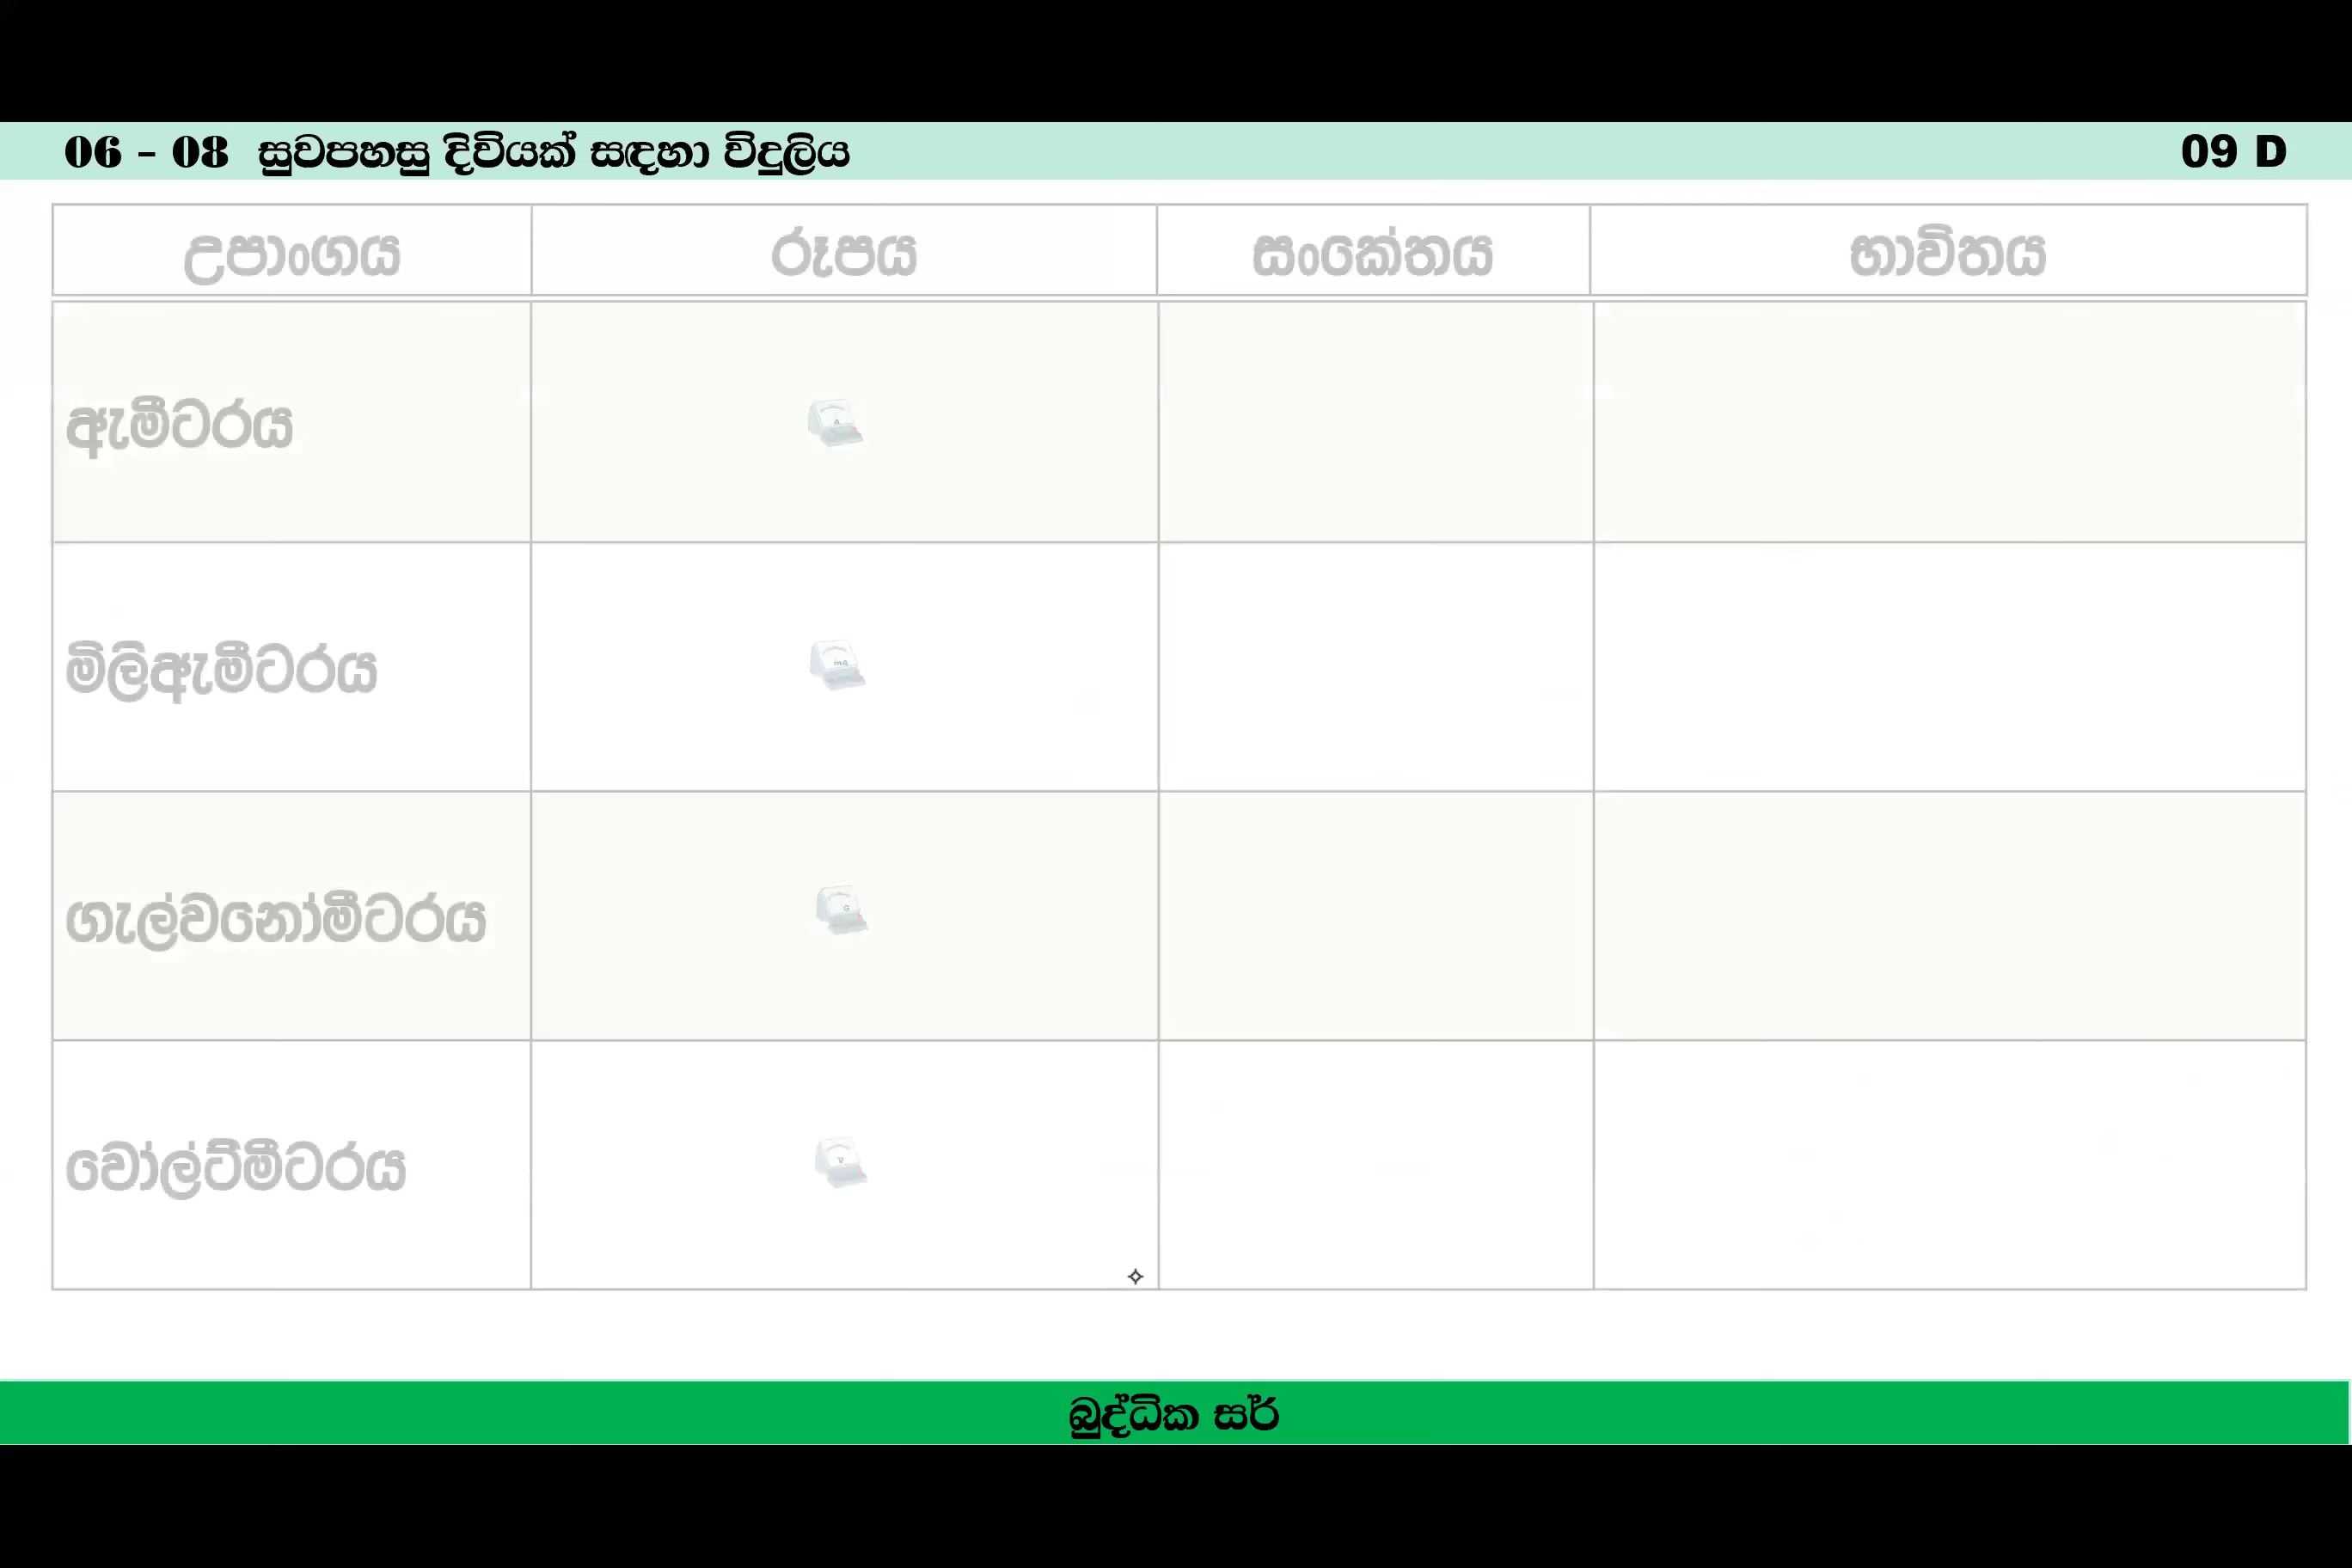 06 - 08 සුවපහසු දිවියක් සඳහා විදුලිය 09 D
උපාංගය රූපය සංකේතය භාවිතය
ඇමීටරය A
මිලිඇමීටරය mA
ගැල්වනෝමීටරය G
වෝල්ට්මීටරය V
බුද්ධික සර්